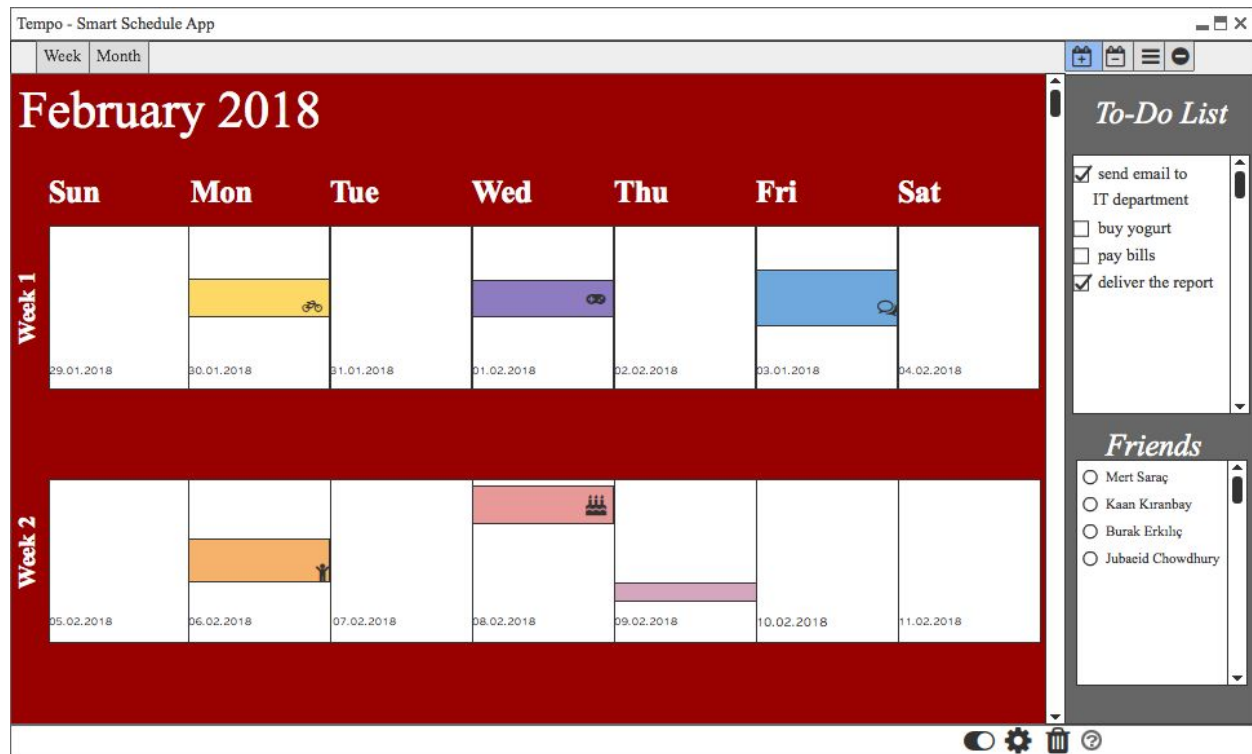 Tempo - Smart Schedule App
Week Month
February 2018
To-Do List
Sun Mon Tue Wed Thu Fri Sat
send email to
IT department
buy yogurt
pay bills
deliver the report
Week 1
29.01.2018 30.01.2018 31.01.2018 01.02.2018 02.02.2018 03.01.2018 04.02.2018
Friends
Mert Saraç
Kaan Kıranbay
Burak Erkılıç
Jubaeid Chowdhury
Week 2
05.02.2018 06.02.2018 07.02.2018 08.02.2018 09.02.2018 10.02.2018 11.02.2018